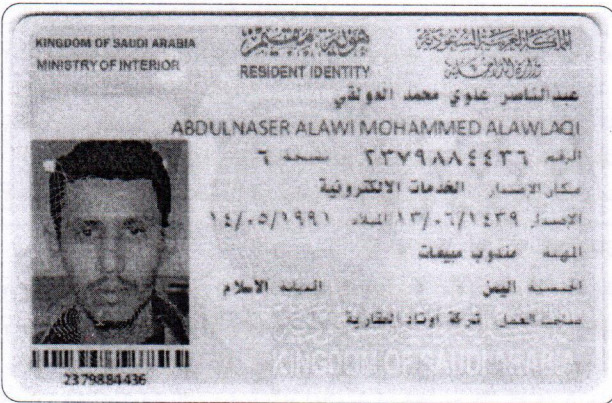 KINGDOM OF SAUDI ARABIA
MINISTRY OF INTERIOR
هوية مقيم
RESIDENT IDENTITY
المملكة العربية السعودية
وزارة الداخلية
عبدالناصر علوي محمد العولقي
ABDULNASER ALAWI MOHAMMED ALAWLAQI
الرقم ٢٣٧٩٨٨٤٤٣٦ نسخة ٦
مكان الاصدار الخدمات الالكترونية
الاصدار ١٣/٠٦/١٤٣٩ الميلاد ١٤/٠٥/١٩٩١
المهنة مندوب مبيعات
الجنسية اليمن الديانة الاسلام
صاحب العمل شركة اوتاد العقارية
KINGDOM OF SAUDI ARABIA
2379884436